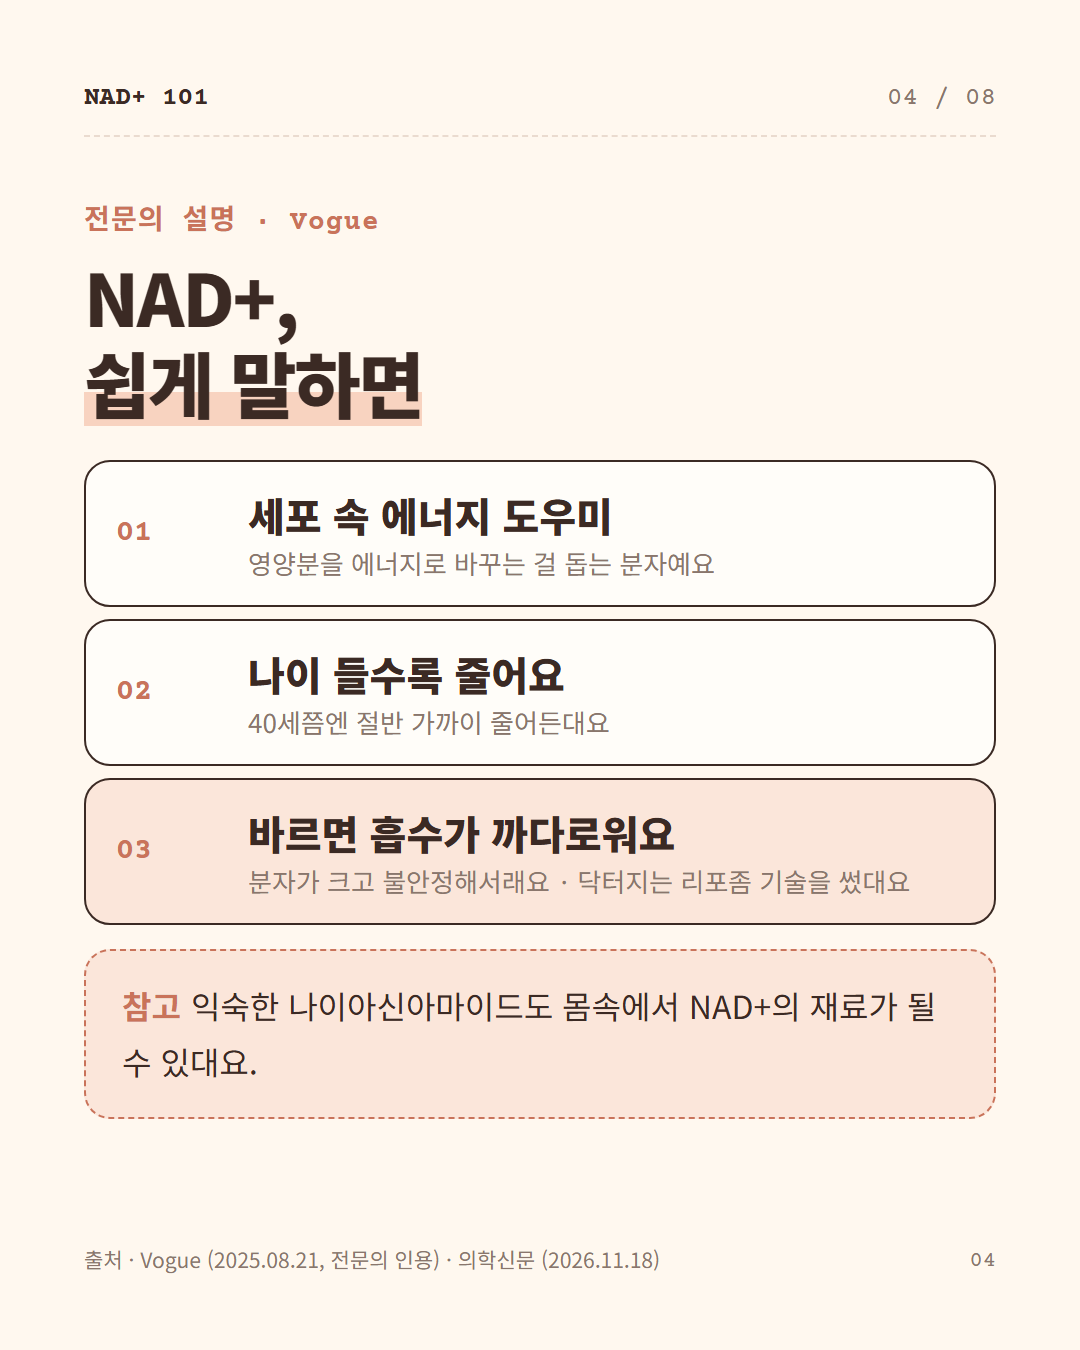 NAD+ 101
04 / 08
전문의 설명 · Vogue
NAD+,
쉽게 말하면
01
세포 속 에너지 도우미
영양분을 에너지로 바꾸는 걸 돕는 분자예요
02
나이 들수록 줄어요
40세쯤엔 절반 가까이 줄어든대요
03
바르면 흡수가 까다로워요
분자가 크고 불안정해서래요 · 닥터지는 리포좀 기술을 썼대요
참고 익숙한 나이아신아마이드도 몸속에서 NAD+의 재료가 될
수 있대요.
출처 · Vogue (2025.08.21, 전문의 인용) · 의학신문 (2026.11.18)
04